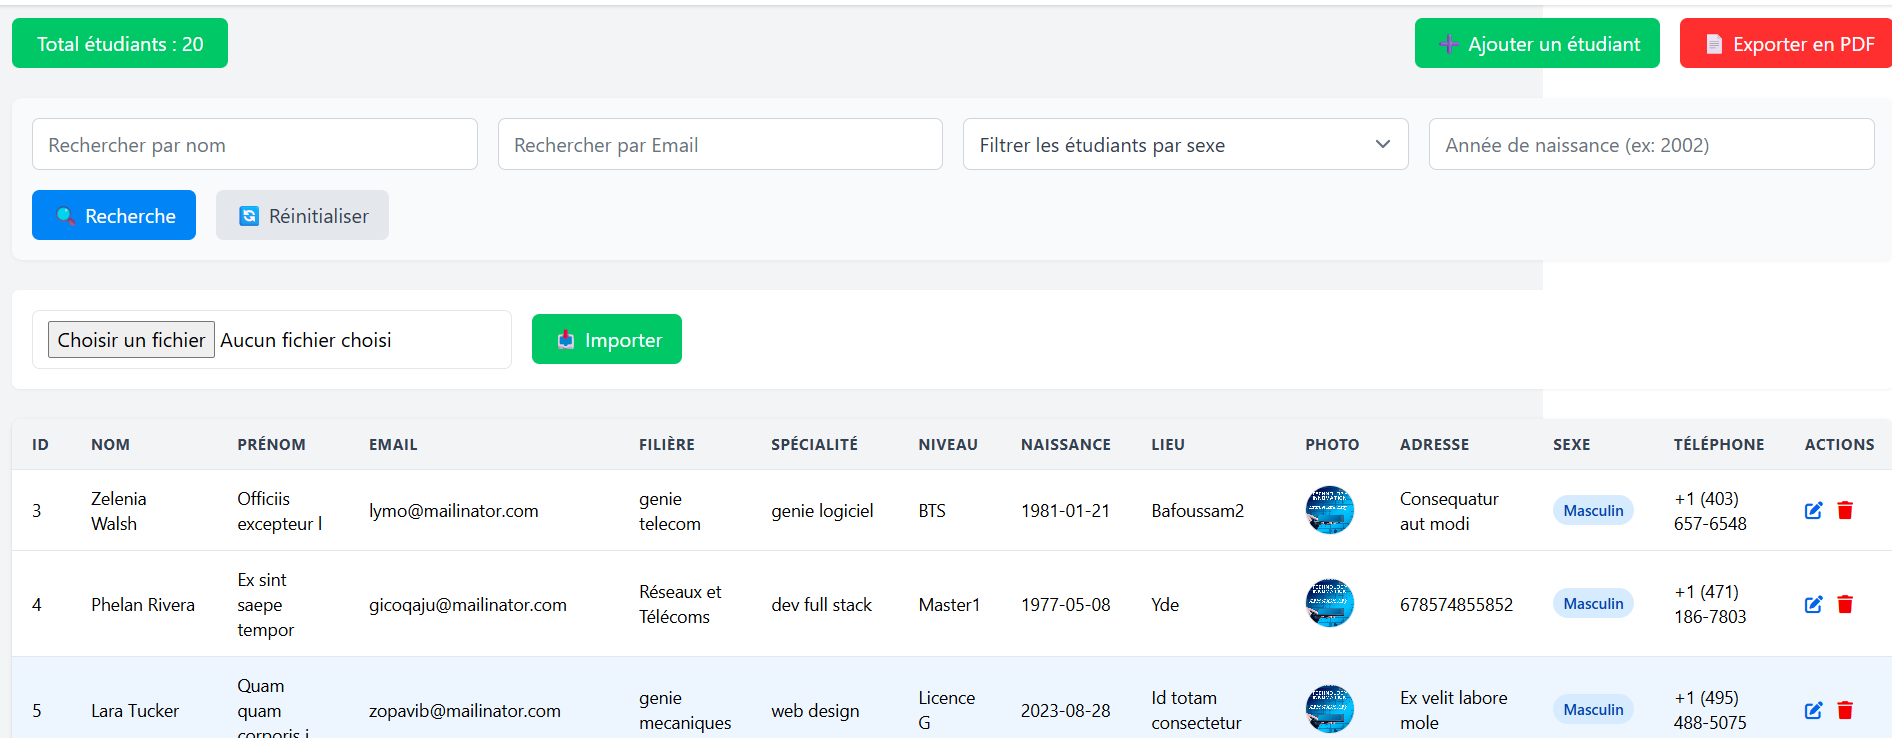 Total étudiants : 20
Ajouter un étudiant
Exporter en PDF
Rechercher par nom
Rechercher par Email
Filtrer les étudiants par sexe
Année de naissance (ex: 2002)
Recherche
Réinitialiser
Choisir un fichier Aucun fichier choisi
Importer
ID NOM PRÉNOM EMAIL FILIÈRE SPÉCIALITÉ NIVEAU NAISSANCE LIEU PHOTO ADRESSE SEXE TÉLÉPHONE ACTIONS
3
Zelenia
Walsh
Officiis
excepteur l
lymo@mailinator.com
genie
telecom
genie logiciel
BTS
1981-01-21
Bafoussam2
Consequatur
aut modi
Masculin
+1 (403)
657-6548
4
Phelan Rivera
Ex sint
saepe
tempor
gicoqaju@mailinator.com
Réseaux et
Télécoms
dev full stack
Master1
1977-05-08
Yde
678574855852
Masculin
+1 (471)
186-7803
5
Lara Tucker
Quam
quam
corporis i
zopavib@mailinator.com
genie
mecaniques
web design
Licence
G
2023-08-28
Id totam
consectetur
Ex velit labore
mole
Masculin
+1 (495)
488-5075